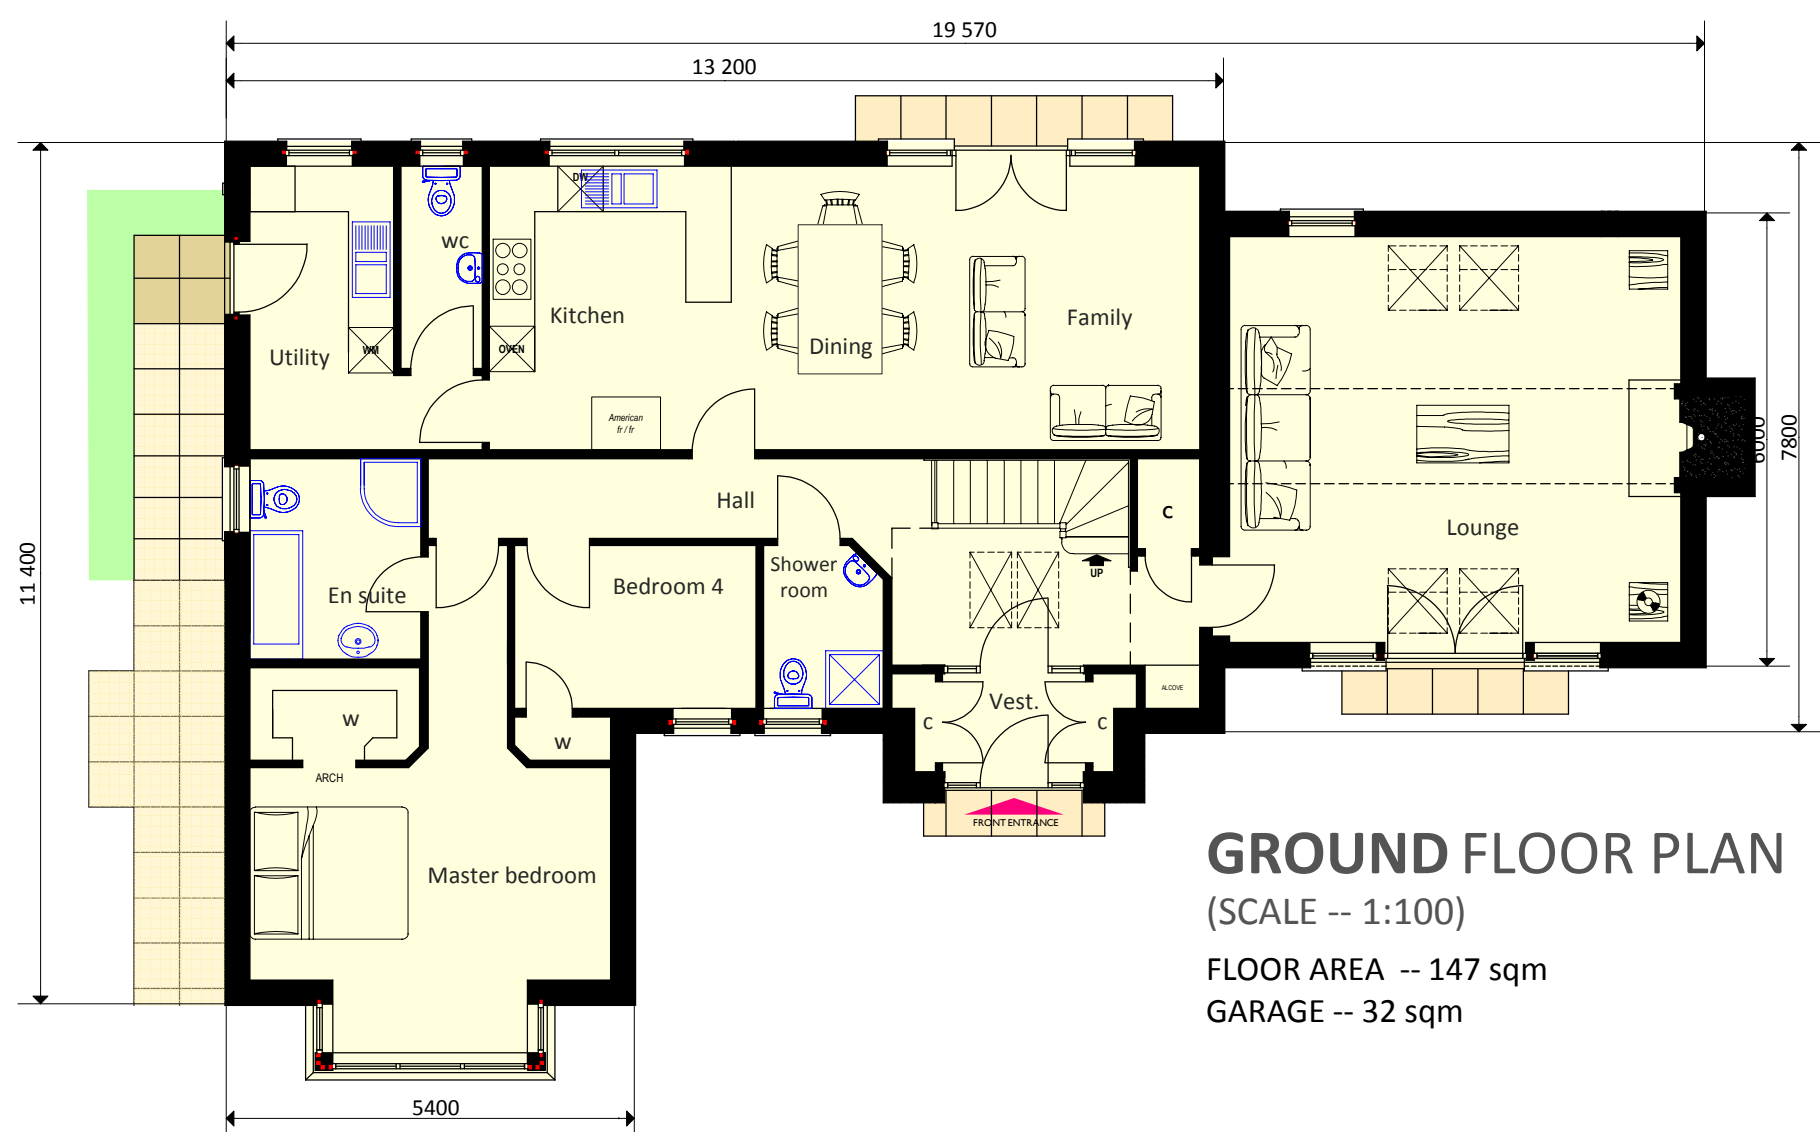 19 570
13 200
DW
wc
Kitchen
Family
Utility
WM
OVEN
Dining
American
fr / fr
6000
7800
11 400
Hall
C
Lounge
UP
En suite
Bedroom 4
Shower
room
ALCOVE
Vest.
C
C
W
W
ARCH
FRONT ENTRANCE
Master bedroom
GROUND FLOOR PLAN
(SCALE -- 1:100)
FLOOR AREA -- 147 sqm
GARAGE -- 32 sqm
5400